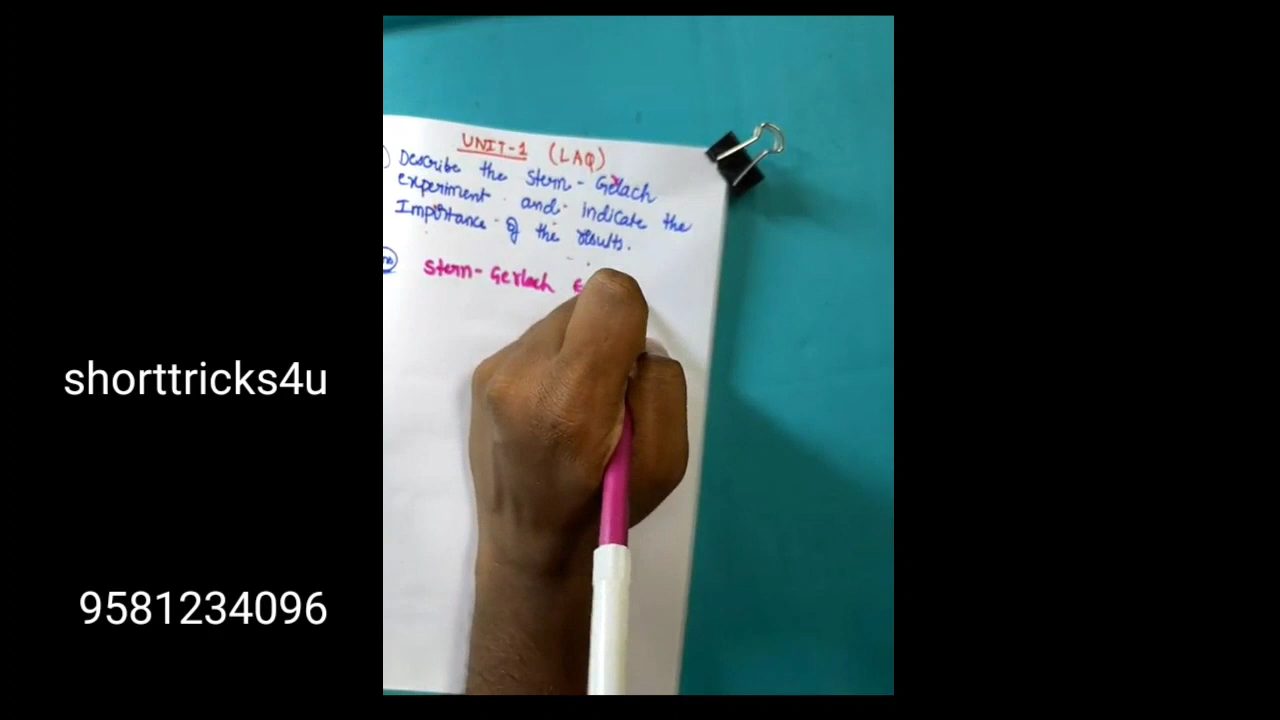 UNIT-1 (LAQ)
Describe the Stern-Gerlach
experiment and indicate the
Importance of the results.
Stern-Gerlach
shorttricks4u
9581234096